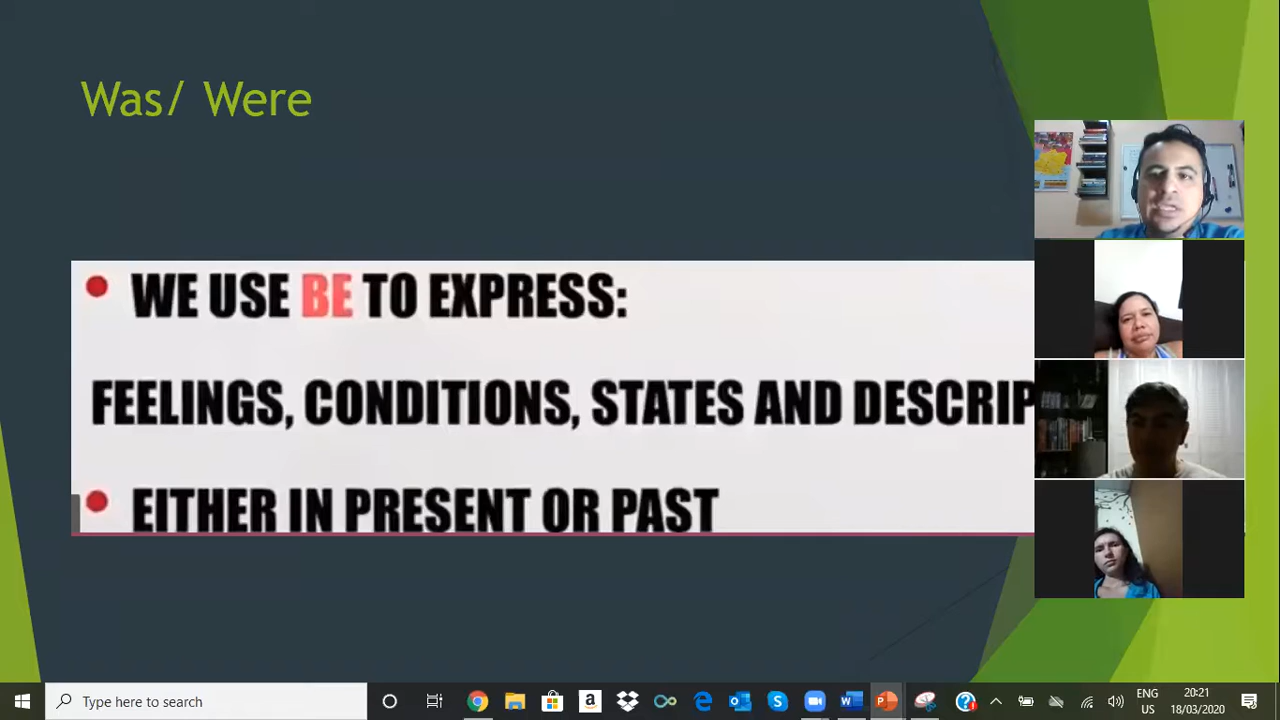 Was/ Were
• WE USE BE TO EXPRESS:
FEELINGS, CONDITIONS, STATES AND DESCRIP
• EITHER IN PRESENT OR PAST
Type here to search
ENG
US
20:21
18/03/2020